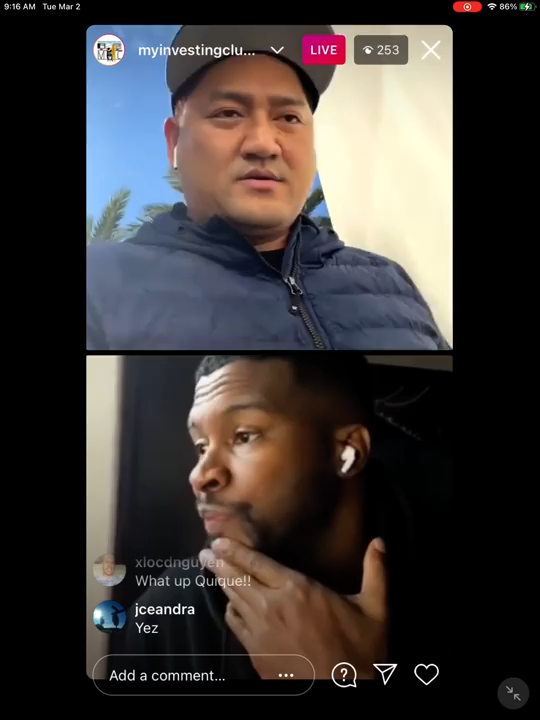 9:16 AM Tue Mar 2
86%
myinvestingclu...
LIVE
253
xlocdnguyen
What up Quique!!
jceandra
Yez
Add a comment...